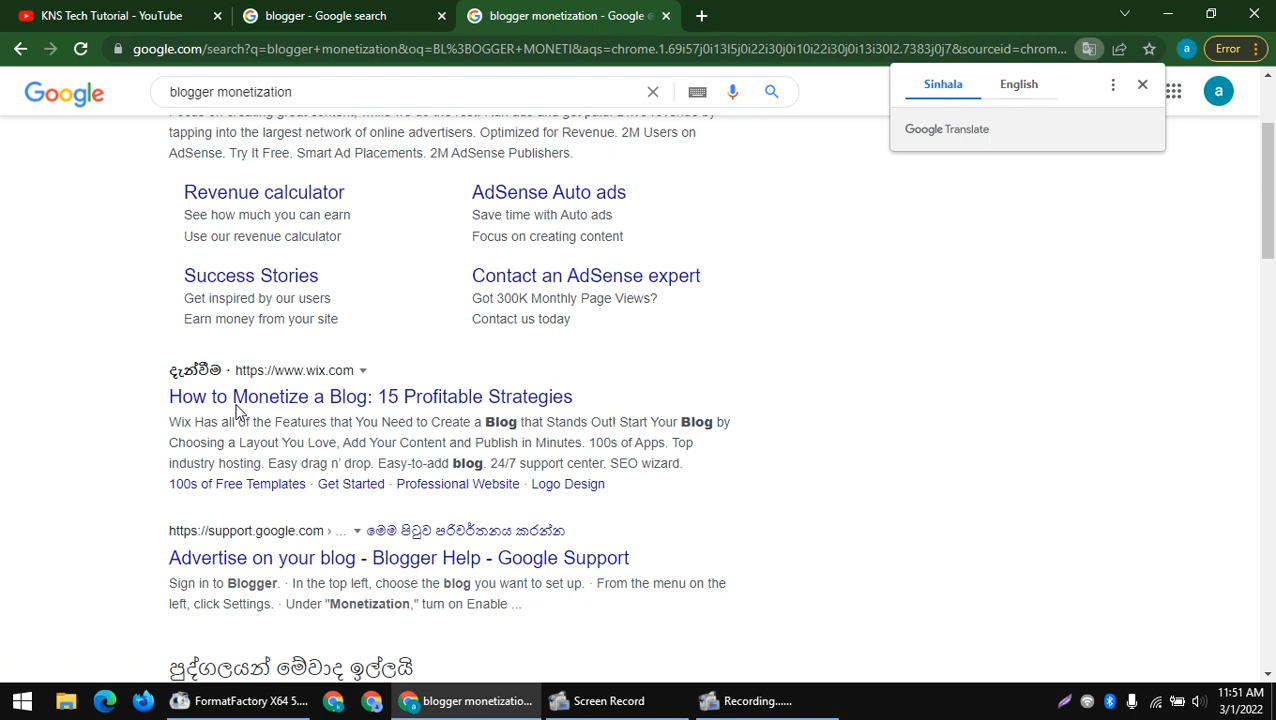 KNS Tech Tutorial - YouTube
blogger - Google search
blogger monetization - Google
google.com/search?q=blogger+monetization&oq=BL%3BOGGER+MONETI&aqs=chrome.1.69i57j0i13l5j0i22i30j0i10i22i30j0i13i30l2.7383j0j7&sourceid=chrom...
a
Error
Google
blogger monetization
Sinhala
English
Google Translate
a
tapping into the largest network of online advertisers. Optimized for Revenue. 2M Users on
AdSense. Try It Free. Smart Ad Placements. 2M AdSense Publishers.
Revenue calculator
See how much you can earn
Use our revenue calculator
AdSense Auto ads
Save time with Auto ads
Focus on creating content
Success Stories
Get inspired by our users
Earn money from your site
Contact an AdSense expert
Got 300K Monthly Page Views?
Contact us today
දැන්වීම · https://www.wix.com
How to Monetize a Blog: 15 Profitable Strategies
Wix Has all of the Features that You Need to Create a Blog that Stands Out! Start Your Blog by
Choosing a Layout You Love, Add Your Content and Publish in Minutes. 100s of Apps. Top
industry hosting. Easy drag n' drop. Easy-to-add blog. 24/7 support center. SEO wizard.
100s of Free Templates · Get Started · Professional Website · Logo Design
https://support.google.com › ... මෙම පිටුව පරිවර්තනය කරන්න
Advertise on your blog - Blogger Help - Google Support
Sign in to Blogger. · In the top left, choose the blog you want to set up. · From the menu on the
left, click Settings. · Under "Monetization," turn on Enable ...
පුද්ගලයන් මේවාද ඉල්ලයි
FormatFactory X64 5....
blogger monetizatio...
Screen Record
Recording......
11:51 AM
3/1/2022